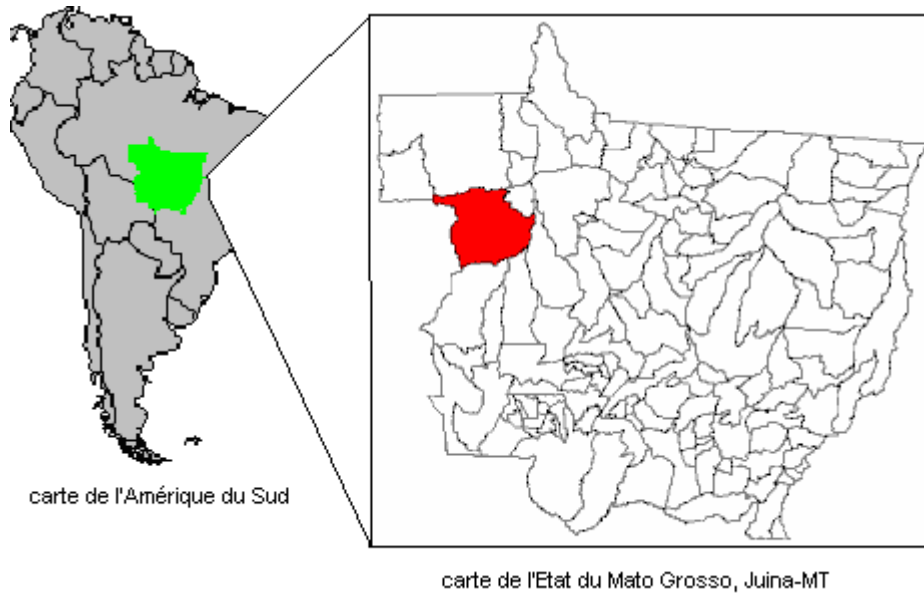 carte de l'Amérique du Sud
carte de l'Etat du Mato Grosso, Juina-MT